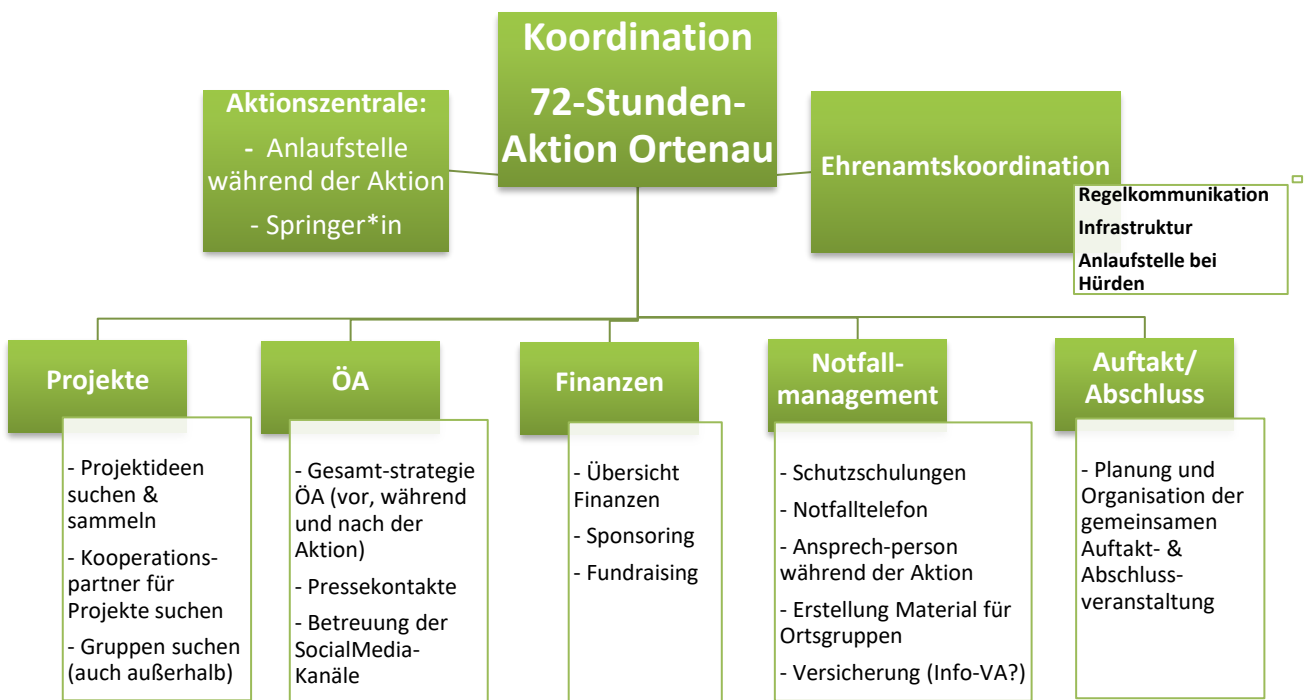 Koordination
72-Stunden-
Aktion Ortenau
Aktionszentrale:
- Anlaufstelle
während der Aktion
- Springer*in
Ehrenamtskoordination
Regelkommunikation
Infrastruktur
Anlaufstelle bei
Hürden
Projekte
- Projektideen
suchen &
sammeln
- Kooperations-
partner für
Projekte suchen
- Gruppen suchen
(auch außerhalb)
ÖA
- Gesamt-strategie
ÖA (vor, während
und nach der
Aktion)
- Pressekontakte
- Betreuung der
SocialMedia-
Kanäle
Finanzen
- Übersicht
Finanzen
- Sponsoring
- Fundraising
Notfall-
management
- Schutzschulungen
- Notfalltelefon
- Ansprech-person
während der Aktion
- Erstellung Material für
Ortsgruppen
- Versicherung (Info-VA?)
Auftakt/
Abschluss
- Planung und
Organisation der
gemeinsamen
Auftakt- &
Abschluss-
veranstaltung